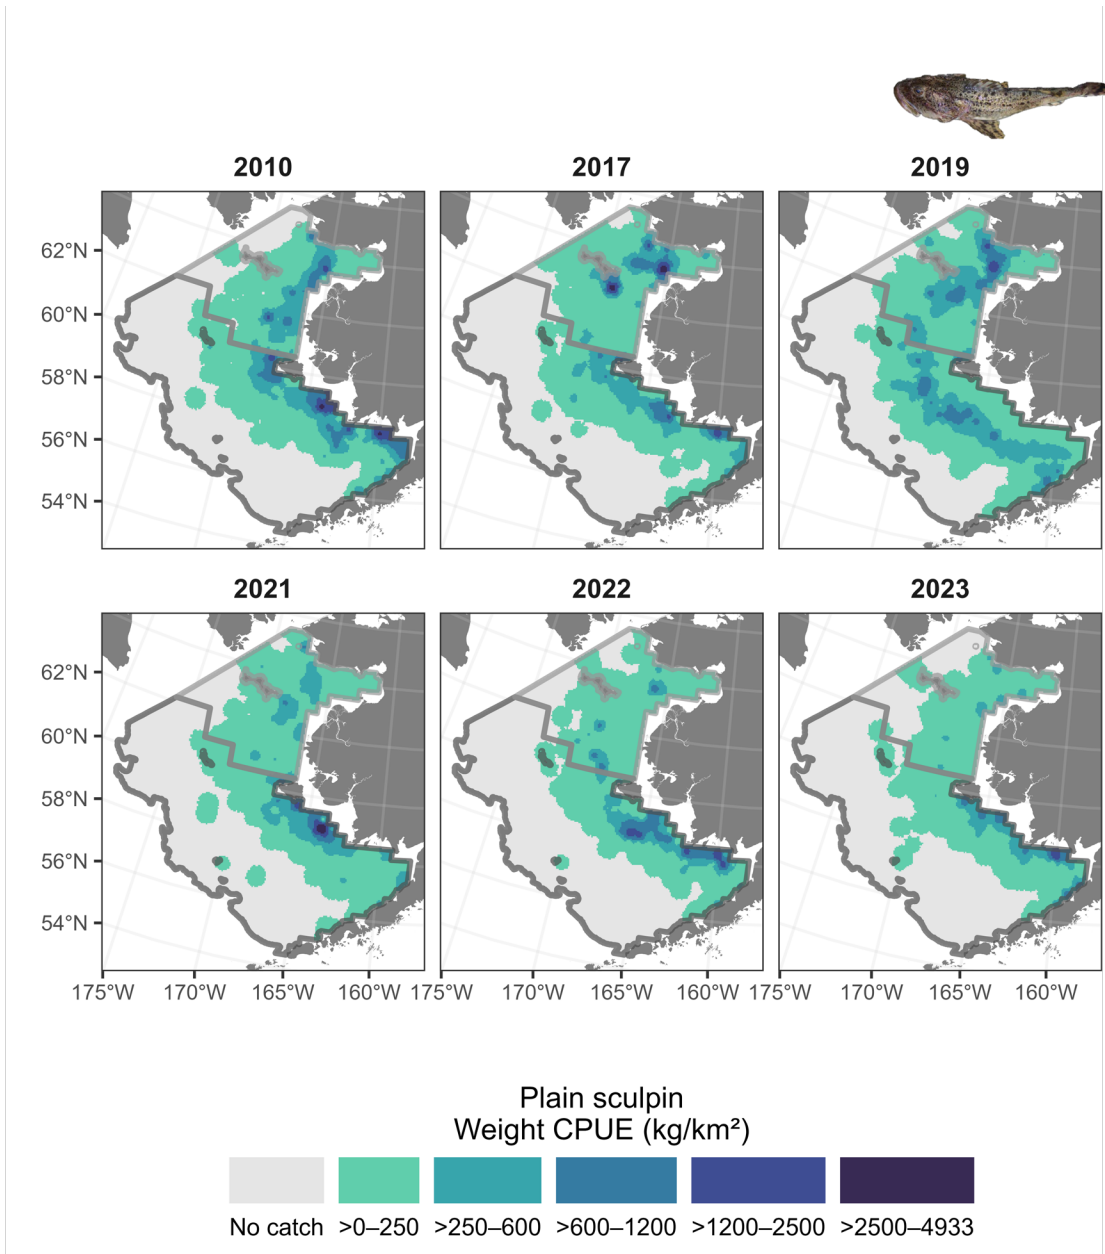 2010 2017 2019
62°N
60°N
58°N
56°N
54°N
2021 2022 2023
62°N
60°N
58°N
56°N
54°N
175°W 170°W 165°W 160°W 175°W 170°W 165°W 160°W 175°W 170°W 165°W 160°W
Plain sculpin
Weight CPUE (kg/km²)
No catch >0–250 >250–600 >600–1200 >1200–2500 >2500–4933